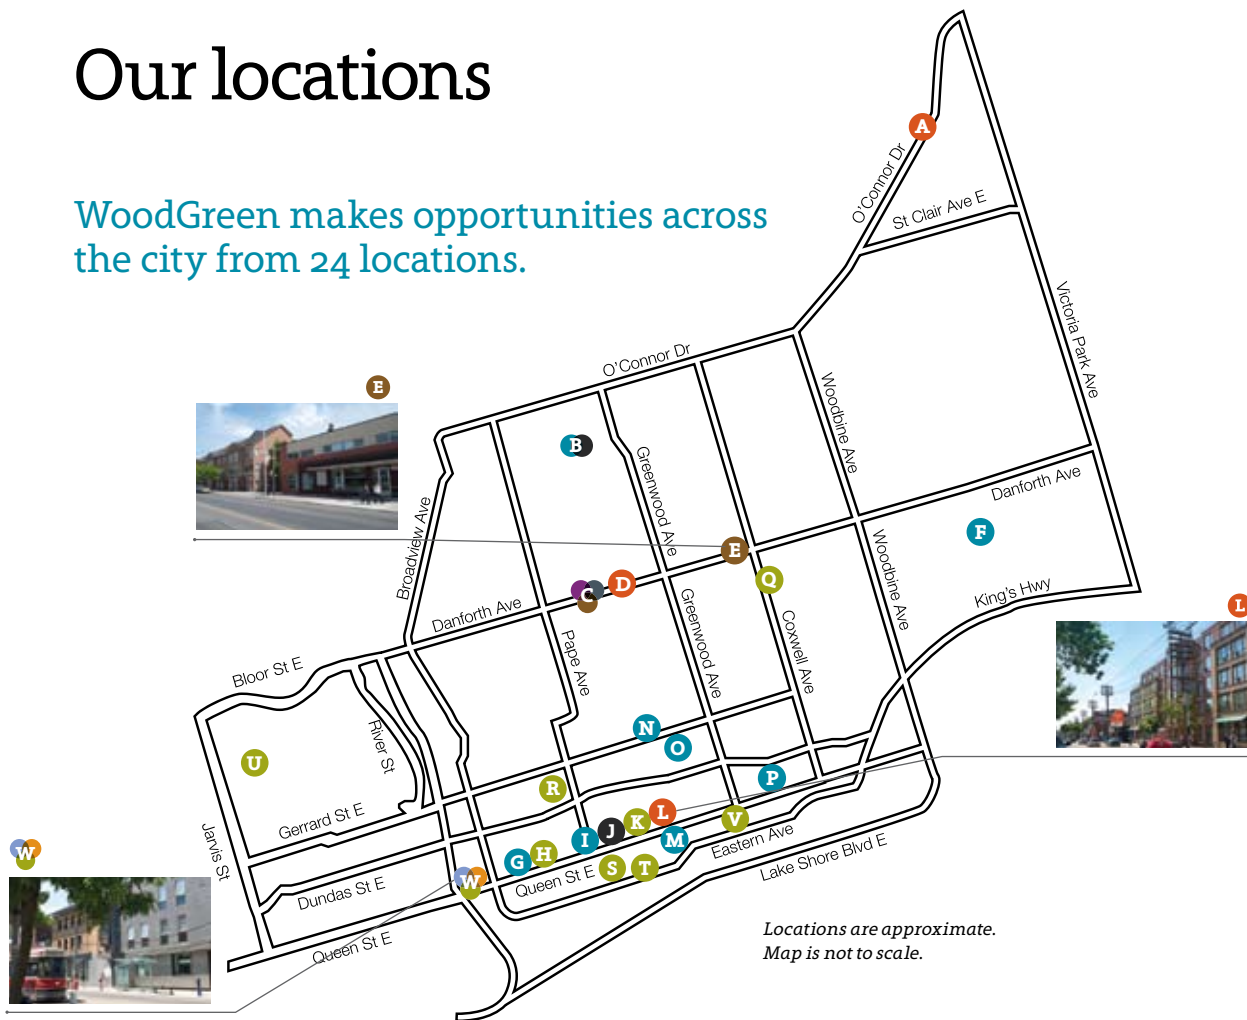 Our locations
WoodGreen makes opportunities across
the city from 24 locations.
A
O'Connor Dr
St Clair Ave E
Victoria Park Ave
O'Connor Dr
Woodbine Ave
E
B
Greenwood Ave
Broadview Ave
Danforth Ave
F
E
Q
D
C
Danforth Ave
Woodbine Ave
King's Hwy
L
Greenwood Ave
Coxwell Ave
Pape Ave
Bloor St E
River St
U
N
O
P
R
Gerrard St E
Jarvis St
L
K
J
I
M
V
H
G
S
T
Eastern Ave
Lake Shore Blvd E
Queen St E
W
W
Dundas St E
Queen St E
Locations are approximate.
Map is not to scale.